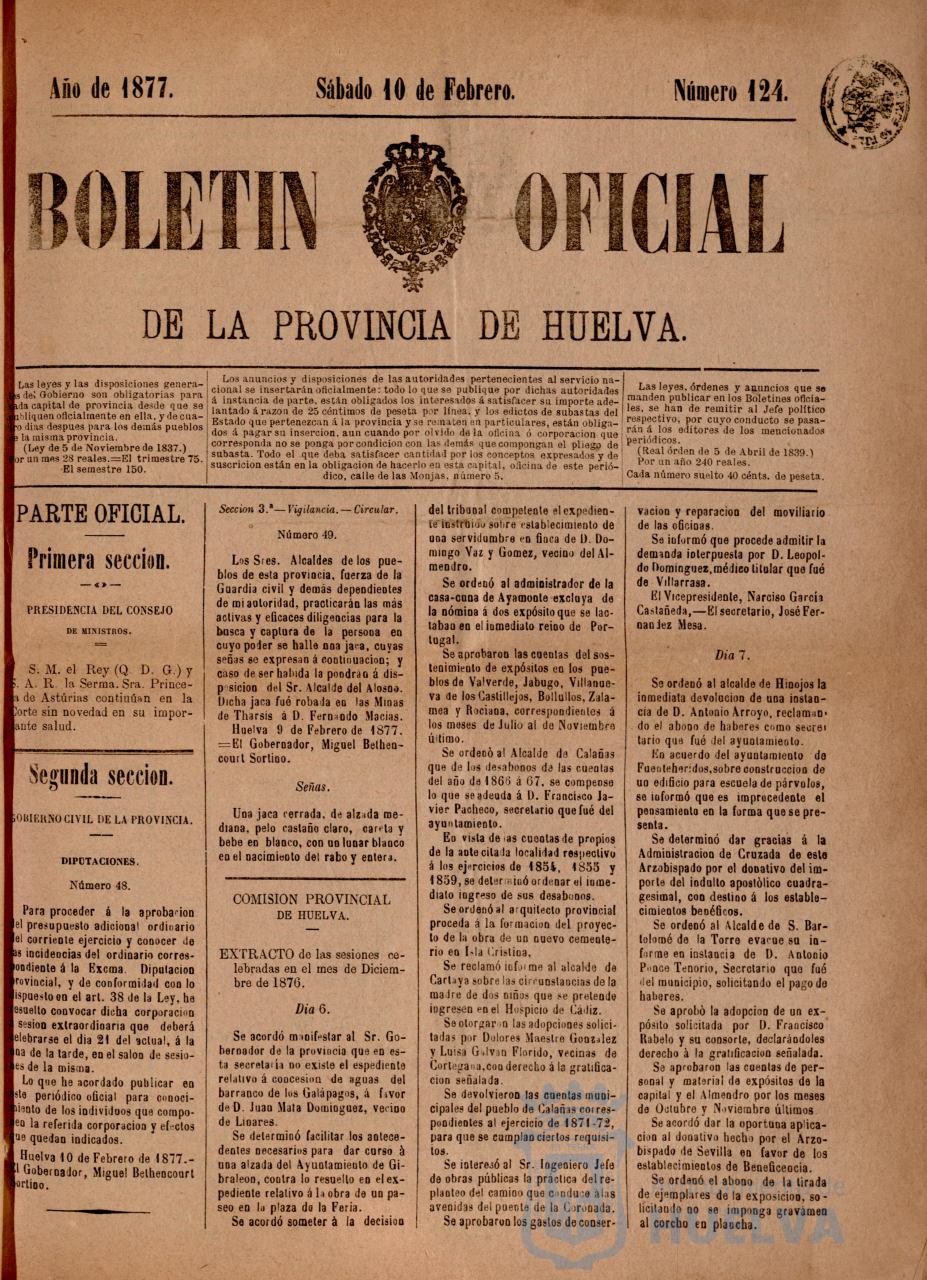 Año de 1877.
Sábado 10 de Febrero.
Número 124.
BOLETIN OFICIAL
DE LA PROVINCIA DE HUELVA.
Las leyes y las disposiciones genera-
del Gobierno son obligatorias para
capital de provincia desde que se
oficialmente en ella, y de cua-
dias despues para los demás pueblos
la misma provincia.
(Ley de 5 de Noviembre de 1837.)
un mes 28 reales.=El trimestre 75.
El semestre 150.
Los anuncios y disposiciones de las autoridades pertenecientes al servicio na-
cional se insertarán oficialmente: todo lo que se publique por dichas autoridades
á instancia de parte, están obligados los interesados á satisfacer su importe ade-
lantado á razon de 25 céntimos de peseta por línea, y los edictos de subastas del
Estado que pertenezcan á la provincia y se rematen en particulares, están obliga-
dos á pagar su insercion, aun cuando por olvido de la oficina ó corporacion que
corresponda no se ponga por condicion con las demás que compongan el pliego de
subasta. Todo el que deba satisfacer cantidad por los conceptos expresados y de
suscricion están en la obligacion de hacerlo en esta capital, oficina de este perió-
dico, calle de las Monjas, número 5.
Las leyes, órdenes y anuncios que se
manden publicar en los Boletines oficia-
les, se han de remitir al Jefe político
respectivo, por cuyo conducto se pasa-
rán á los editores de los mencionados
periódicos.
(Real órden de 5 de Abril de 1839.)
Por un año 240 reales.
Cada número suelto 40 cénts. de peseta.
PARTE OFICIAL.
Primera seccion.
PRESIDENCIA DEL CONSEJO
DE MINISTROS.
S. M. el Rey (Q. D. G.) y
A. R. la Serma. Sra. Prince-
de Astúrias continúan en la
sin novedad en su impor-
salud.
Segunda seccion.
GOBIERNO CIVIL DE LA PROVINCIA.
DIPUTACIONES.
Número 48.
Para proceder á la aprobacion
presupuesto adicional ordinario
corriente ejercicio y conocer de
incidencias del ordinario corres-
pondiente á la Excma. Diputacion
provincial, y de conformidad con lo
dispuesto en el art. 38 de la Ley, he
resuelto convocar dicha corporacion
sesion extraordinaria que deberá
celebrarse el dia 21 del actual, á la
de la tarde, en el salon de sesio-
de la misma.
Lo que he acordado publicar en
periódico oficial para conoci-
miento de los individuos que compo-
la referida corporacion y efectos
quedan indicados.
Huelva 10 de Febrero de 1877.-
Gobernador, Miguel Bethencourt
Sortino.
Seccion 3.ª—Vigilancia.—Circular.
Número 49.
Los Sres. Alcaldes de los pue-
blos de esta provincia, fuerza de la
Guardia civil y demás dependientes
de mi autoridad, practicarán las más
activas y eficaces diligencias para la
busca y captura de la persona en
cuyo poder se halle una jaca, cuyas
señas se expresan á continuacion; y
caso de ser habida la pondrán á dis-
posicion del Sr. Alcalde del Alosno.
Dicha jaca fué robada en las Minas
de Tharsis á D. Fernando Macias.
Huelva 9 de Febrero de 1877.
=El Gobernador, Miguel Bethen-
court Sortino.
Señas.
Una jaca cerrada, de alzada me-
diana, pelo castaño claro, careta y
bebe en blanco, con un lunar blanco
en el nacimiento del rabo y entera.
COMISION PROVINCIAL
DE HUELVA.
EXTRACTO de las sesiones ce-
lebradas en el mes de Diciem-
bre de 1876.
Dia 6.
Se acordó manifestar al Sr. Go-
bernador de la provincia que en es-
ta secretaría no existe el espediente
relativo á concesion de aguas del
barranco de los Galápagos, á favor
de D. Juan Mata Dominguez, vecino
de Linares.
Se determinó facilitar los antece-
dentes necesarios para dar curso á
una alzada del Ayuntamiento de Gi-
braleon, contra lo resuelto en el ex-
pediente relativo á la obra de un pa-
seo en la plaza de la Feria.
Se acordó someter á la decision
del tribunal competente el expedien-
te instruido sobre establecimiento de
una servidumbre en finca de D. Do-
mingo Vaz y Gomez, vecino del Al-
mendro.
Se ordenó al administrador de la
casa-cuna de Ayamonte excluya de
la nómina á dos expósito que se lac-
taban en el inmediato reino de Por-
tugal.
Se aprobaron las cuentas del sos-
tenimiento de expósitos en los pue-
blos de Valverde, Jabugo, Villanue-
va de los Castillejos, Bollullos, Zala-
mea y Rociana, correspondientes á
los meses de Julio al de Noviembre
último.
Se ordenó al Alcalde de Calañas
que de los desabonos de las cuentas
del año de 1866 á 67, se compense
lo que se adeuda á D. Francisco Ja-
vier Pacheco, secretario que fué del
ayuntamiento.
En vista de las cuentas de propios
de la antecitada localidad respectivo
á los ejercicios de 1854, 1855 y
1859, se determinó ordenar el inme-
diato ingreso de sus desabonos.
Se ordenó al arquitecto provincial
proceda á la formacion del proyec-
to de la obra de un nuevo cemente-
rio en Isla Cristina.
Se reclamó informe al alcalde de
Cartaya sobre las circunstancias de la
madre de dos niños que se pretende
ingresen en el Hospicio de Cádiz.
Se otorgaron las adopciones solici-
tadas por Dolores Maestre Gonzalez
y Luisa Galvan Florido, vecinas de
Cortegana, con derecho á la gratifica-
cion señalada.
Se devolvieron las cuentas muni-
cipales del pueblo de Calañas corres-
pondientes al ejercicio de 1871-72,
para que se cumplan ciertos requisi-
tos.
Se interesó al Sr. Ingeniero Jefe
de obras públicas la práctica del re-
planteo del camino que conduce á las
avenidas del puente de la Coronada.
Se aprobaron los gastos de conser-
vacion y reparacion del moviliario
de las oficinas.
Se informó que procede admitir la
demanda interpuesta por D. Leopol-
do Dominguez, médico titular que fué
de Villarrasa.
El Vicepresidente, Narciso García
Castañeda,—El secretario, José Fer-
nandez Mesa.
Dia 7.
Se ordenó al alcalde de Hinojos la
inmediata devolucion de una instan-
cia de D. Antonio Arroyo, reclaman-
do el abono de haberes como secre-
tario que fué del ayuntamiento.
En acuerdo del ayuntamiento de
Fuenteheridos, sobre construccion de
un edificio para escuela de párvulos,
se informó que es improcedente el
pensamiento en la forma que se pre-
senta.
Se determinó dar gracias á la
Administracion de Cruzada de este
Arzobispado por el donativo del im-
porte del indulto apostòlico cuadra-
gesimal, con destino á los estable-
cimientos benéficos.
Se ordenó al Alcalde de S. Bar-
tolomé de la Torre evacue su in-
forme en instancia de D. Antonio
Ponce Tenorio, Secretario que fué
del municipio, solicitando el pago de
haberes.
Se aprobò la adopcion de un ex-
pósito solicitada por D. Francisco
Rabelo y su consorte, declarándoles
derecho á la gratificacion señalada.
Se aprobaron las cuentas de per-
sonal y material de expósitos de la
capital y el Almendro por los meses
de Octubre y Noviembre últimos
Se acordó dar la oportuna aplica-
cion al donativo hecho por el Arzo-
bispado de Sevilla en favor de los
establecimientos de Beneficencia.
Se ordenó el abono de la tirada
de ejemplares de la exposicion, so-
licitando no se imponga gravámen
al corcho en plancha.
HUELVA